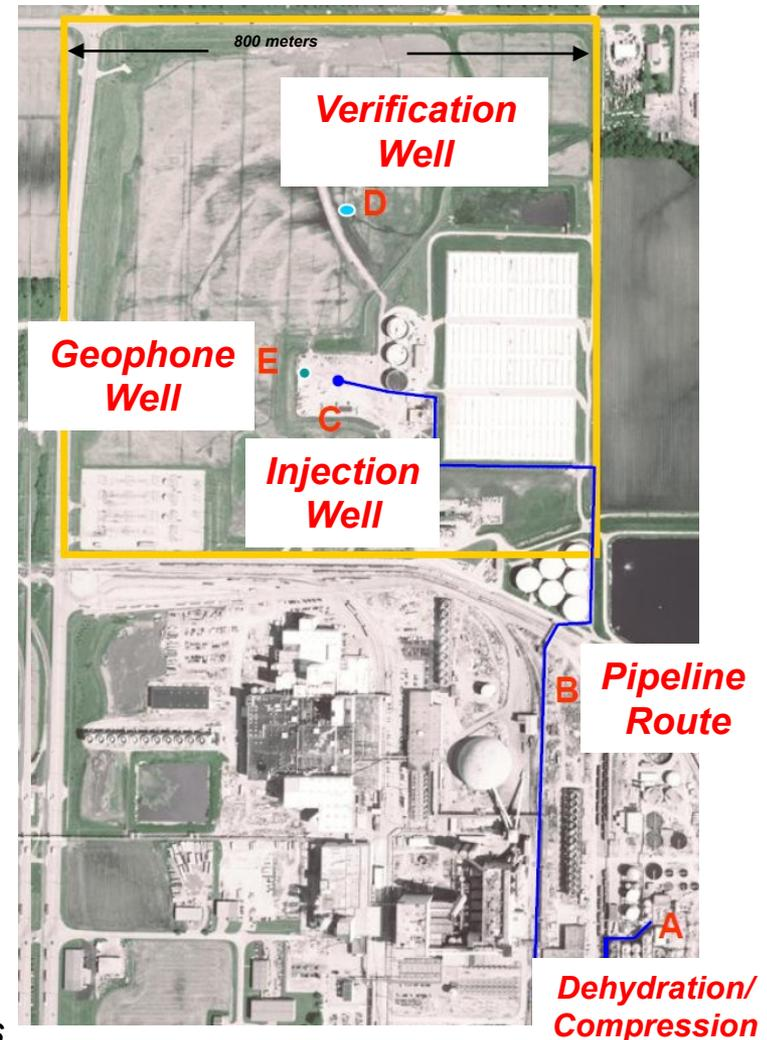 800 meters
Verification
Well
D
Geophone
Well
E
C
Injection
Well
B
Pipeline
Route
A
Dehydration/
Compression
s